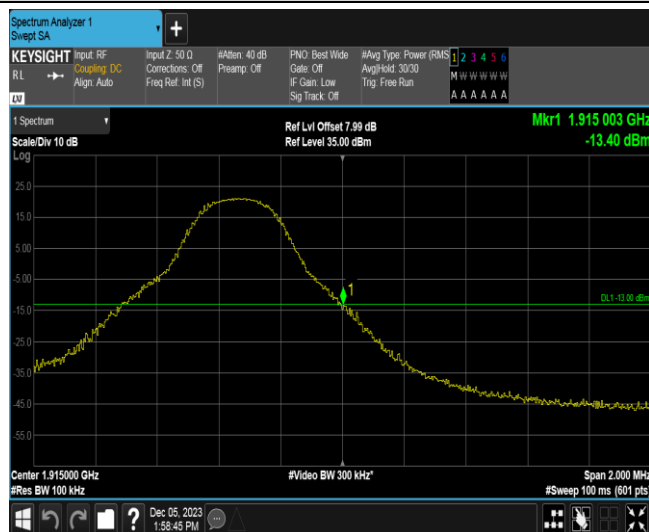 Spectrum Analyzer 1
Swept SA
+
KEYSIGHT
RL
LXI
Input: RF
Coupling: DC
Align: Auto
Input Z: 50 Ω
Corrections: Off
Freq Ref: Int (S)
#Atten: 40 dB
Preamp: Off
PNO: Best Wide
Gate: Off
IF Gain: Low
Sig Track: Off
#Avg Type: Power (RMS
Avg|Hold: 30/30
Trig: Free Run
1 2 3 4 5 6
M W W W W W
A A A A A A
1 Spectrum
Scale/Div 10 dB
Ref Lvl Offset 7.99 dB
Ref Level 35.00 dBm
Mkr1 1.915 003 GHz
-13.40 dBm
Log
25.0
15.0
5.00
-5.00
-15.0
-25.0
-35.0
-45.0
-55.0
1
DL1 -13.00 dBm
Center 1.915000 GHz
#Res BW 100 kHz
#Video BW 300 kHz*
Span 2.000 MHz
#Sweep 100 ms (601 pts)
?
Dec 05, 2023
1:58:45 PM